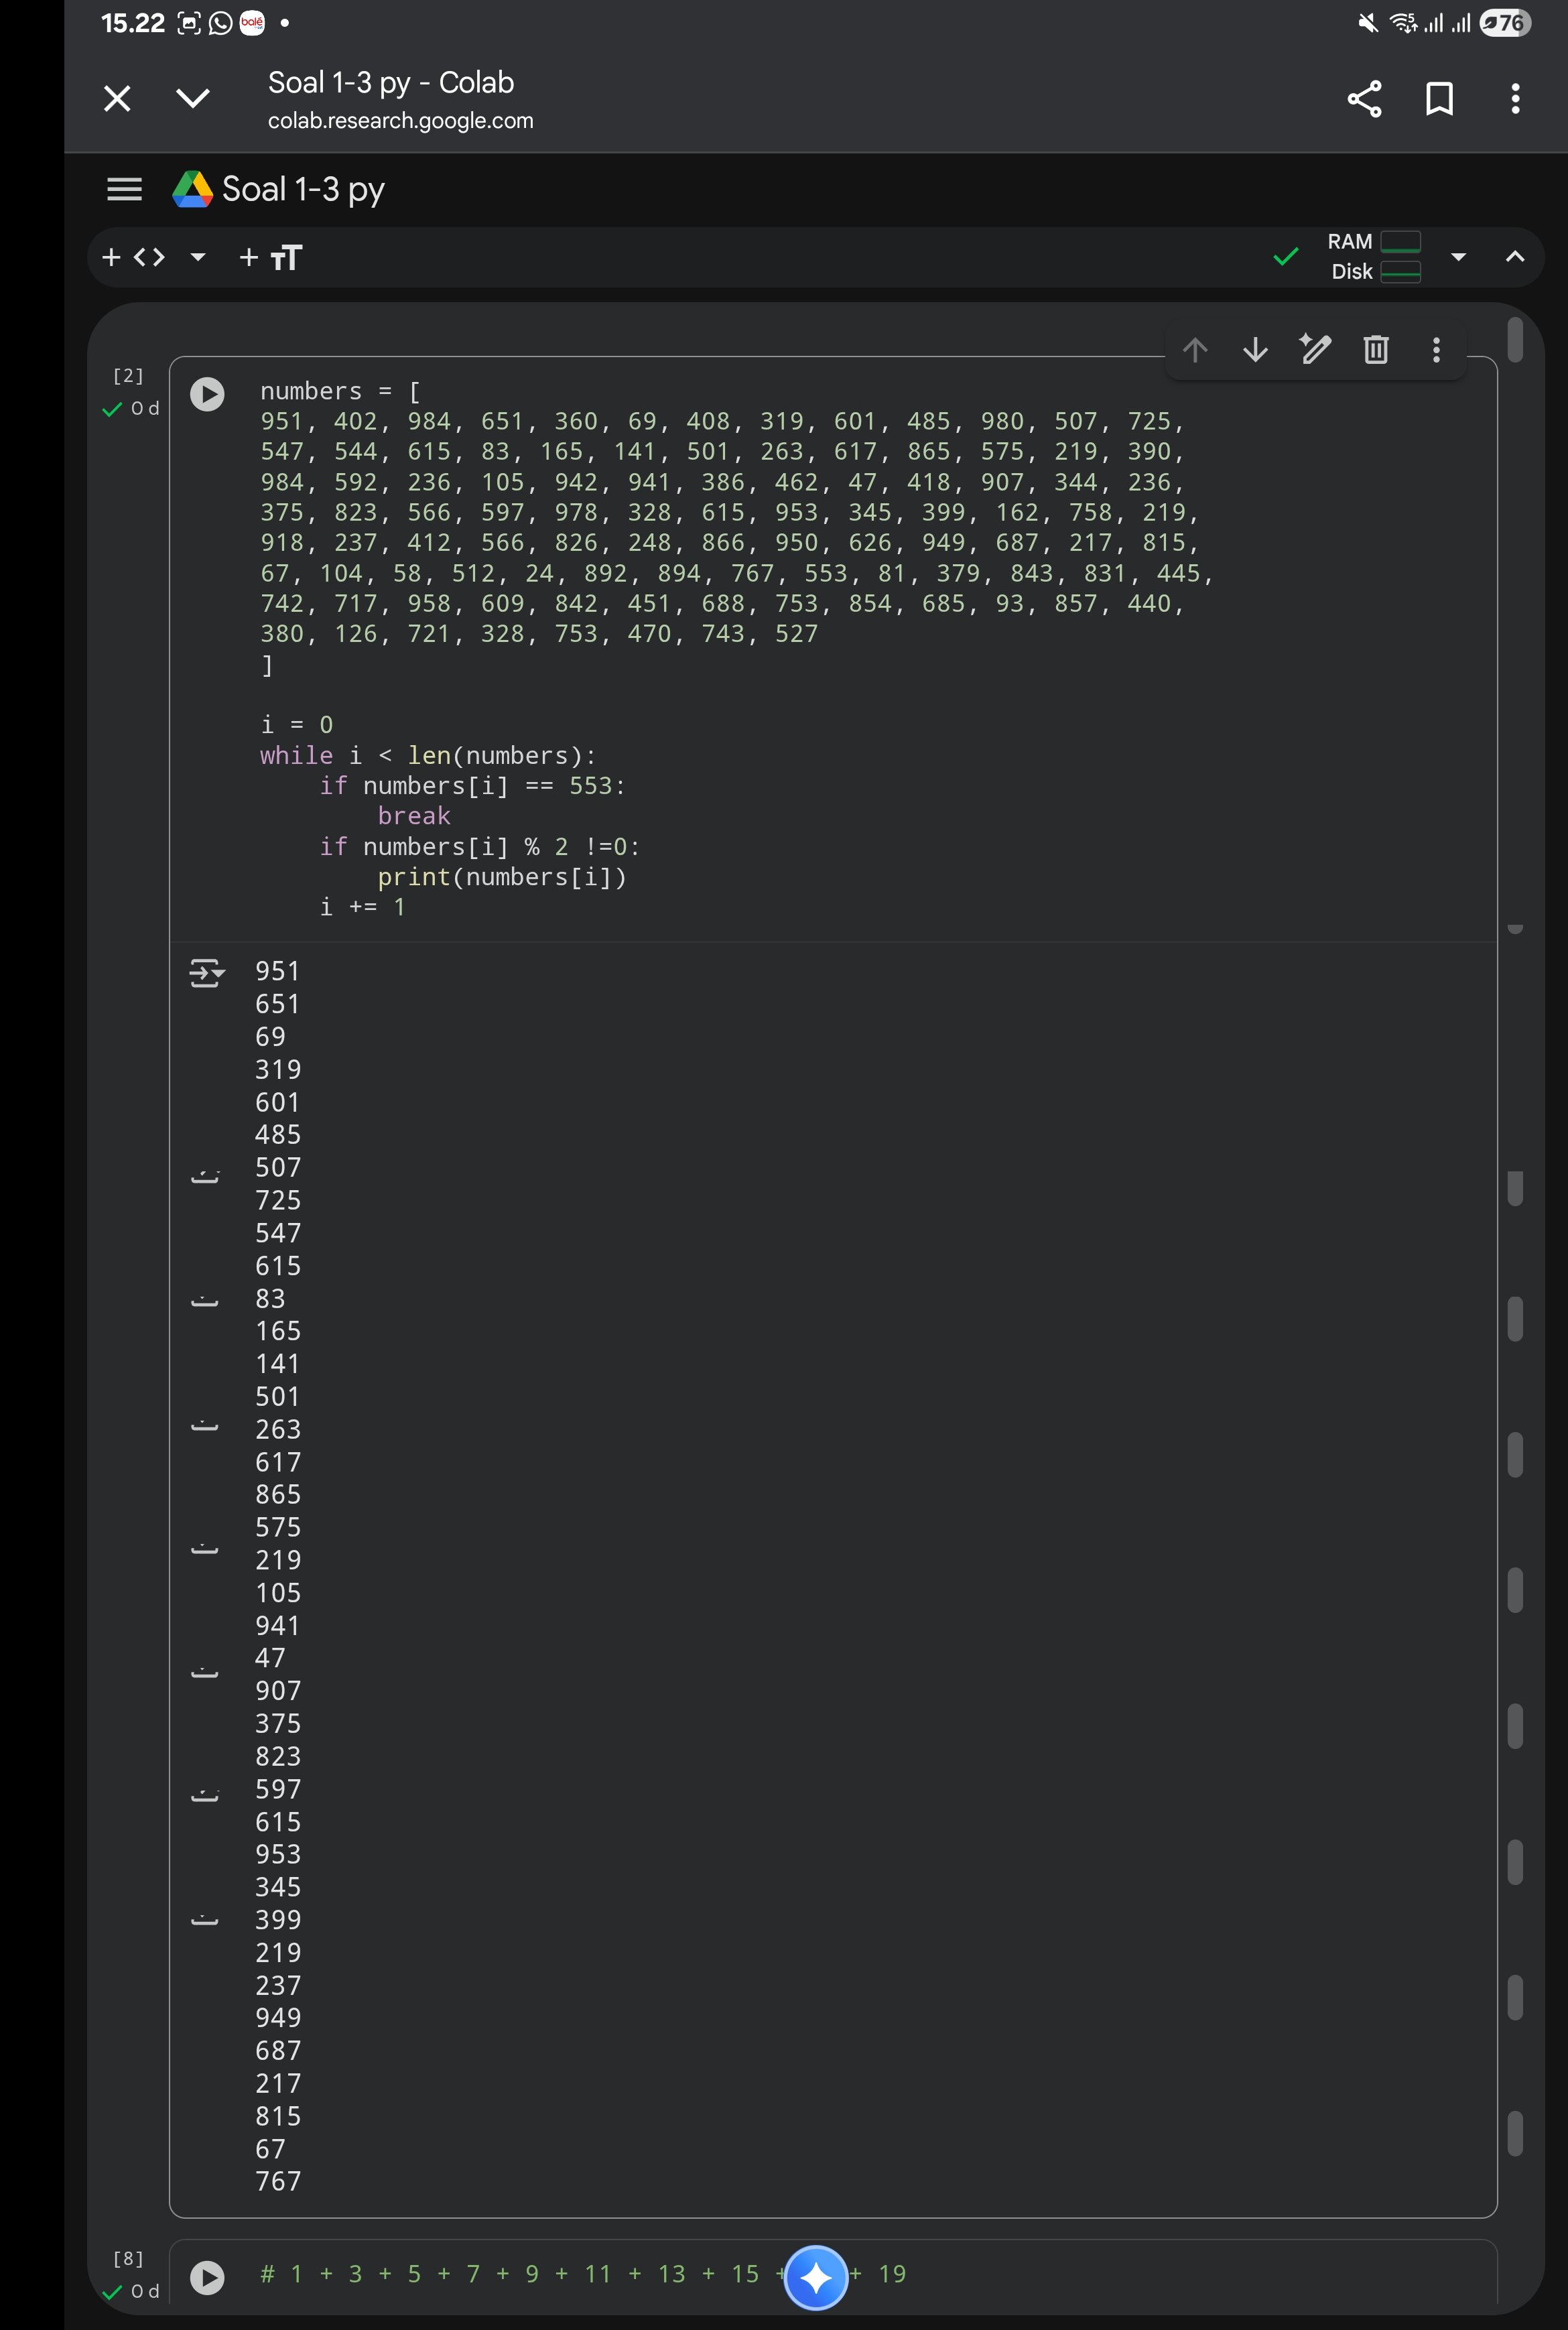 15.22 balé 5 76
Soal 1-3 py - Colab
colab.research.google.com
Soal 1-3 py
+ <> + TT RAM
Disk
[2]
0 d
numbers = [
951, 402, 984, 651, 360, 69, 408, 319, 601, 485, 980, 507, 725,
547, 544, 615, 83, 165, 141, 501, 263, 617, 865, 575, 219, 390,
984, 592, 236, 105, 942, 941, 386, 462, 47, 418, 907, 344, 236,
375, 823, 566, 597, 978, 328, 615, 953, 345, 399, 162, 758, 219,
918, 237, 412, 566, 826, 248, 866, 950, 626, 949, 687, 217, 815,
67, 104, 58, 512, 24, 892, 894, 767, 553, 81, 379, 843, 831, 445,
742, 717, 958, 609, 842, 451, 688, 753, 854, 685, 93, 857, 440,
380, 126, 721, 328, 753, 470, 743, 527
]
i = 0
while i < len(numbers):
    if numbers[i] == 553:
        break
    if numbers[i] % 2 !=0:
        print(numbers[i])
    i += 1
951
651
69
319
601
485
507
725
547
615
83
165
141
501
263
617
865
575
219
105
941
47
907
375
823
597
615
953
345
399
219
237
949
687
217
815
67
767
[8]
0 d
# 1 + 3 + 5 + 7 + 9 + 11 + 13 + 15 + + 19